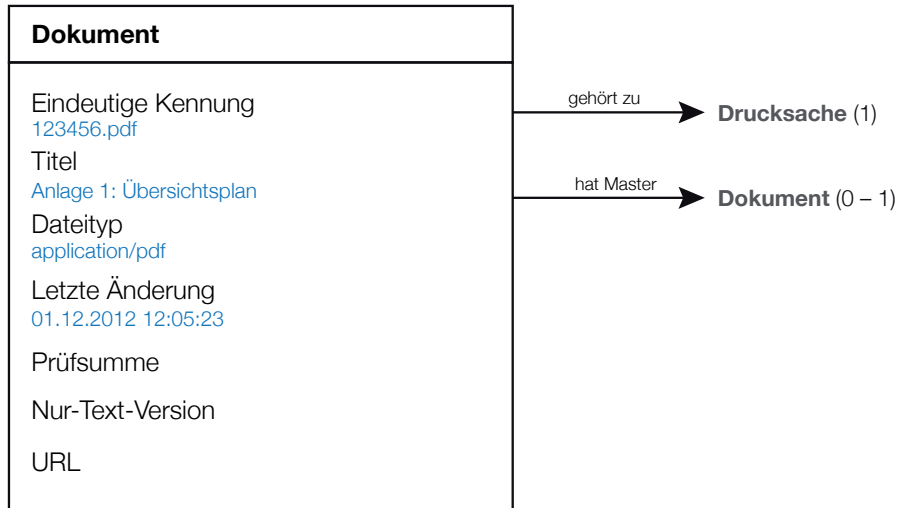 Dokument
Eindeutige Kennung
123456.pdf
Titel
Anlage 1: Übersichtsplan
Dateityp
application/pdf
Letzte Änderung
01.12.2012 12:05:23
Prüfsumme
Nur-Text-Version
URL
gehört zu
Drucksache (1)
hat Master
Dokument (0 – 1)